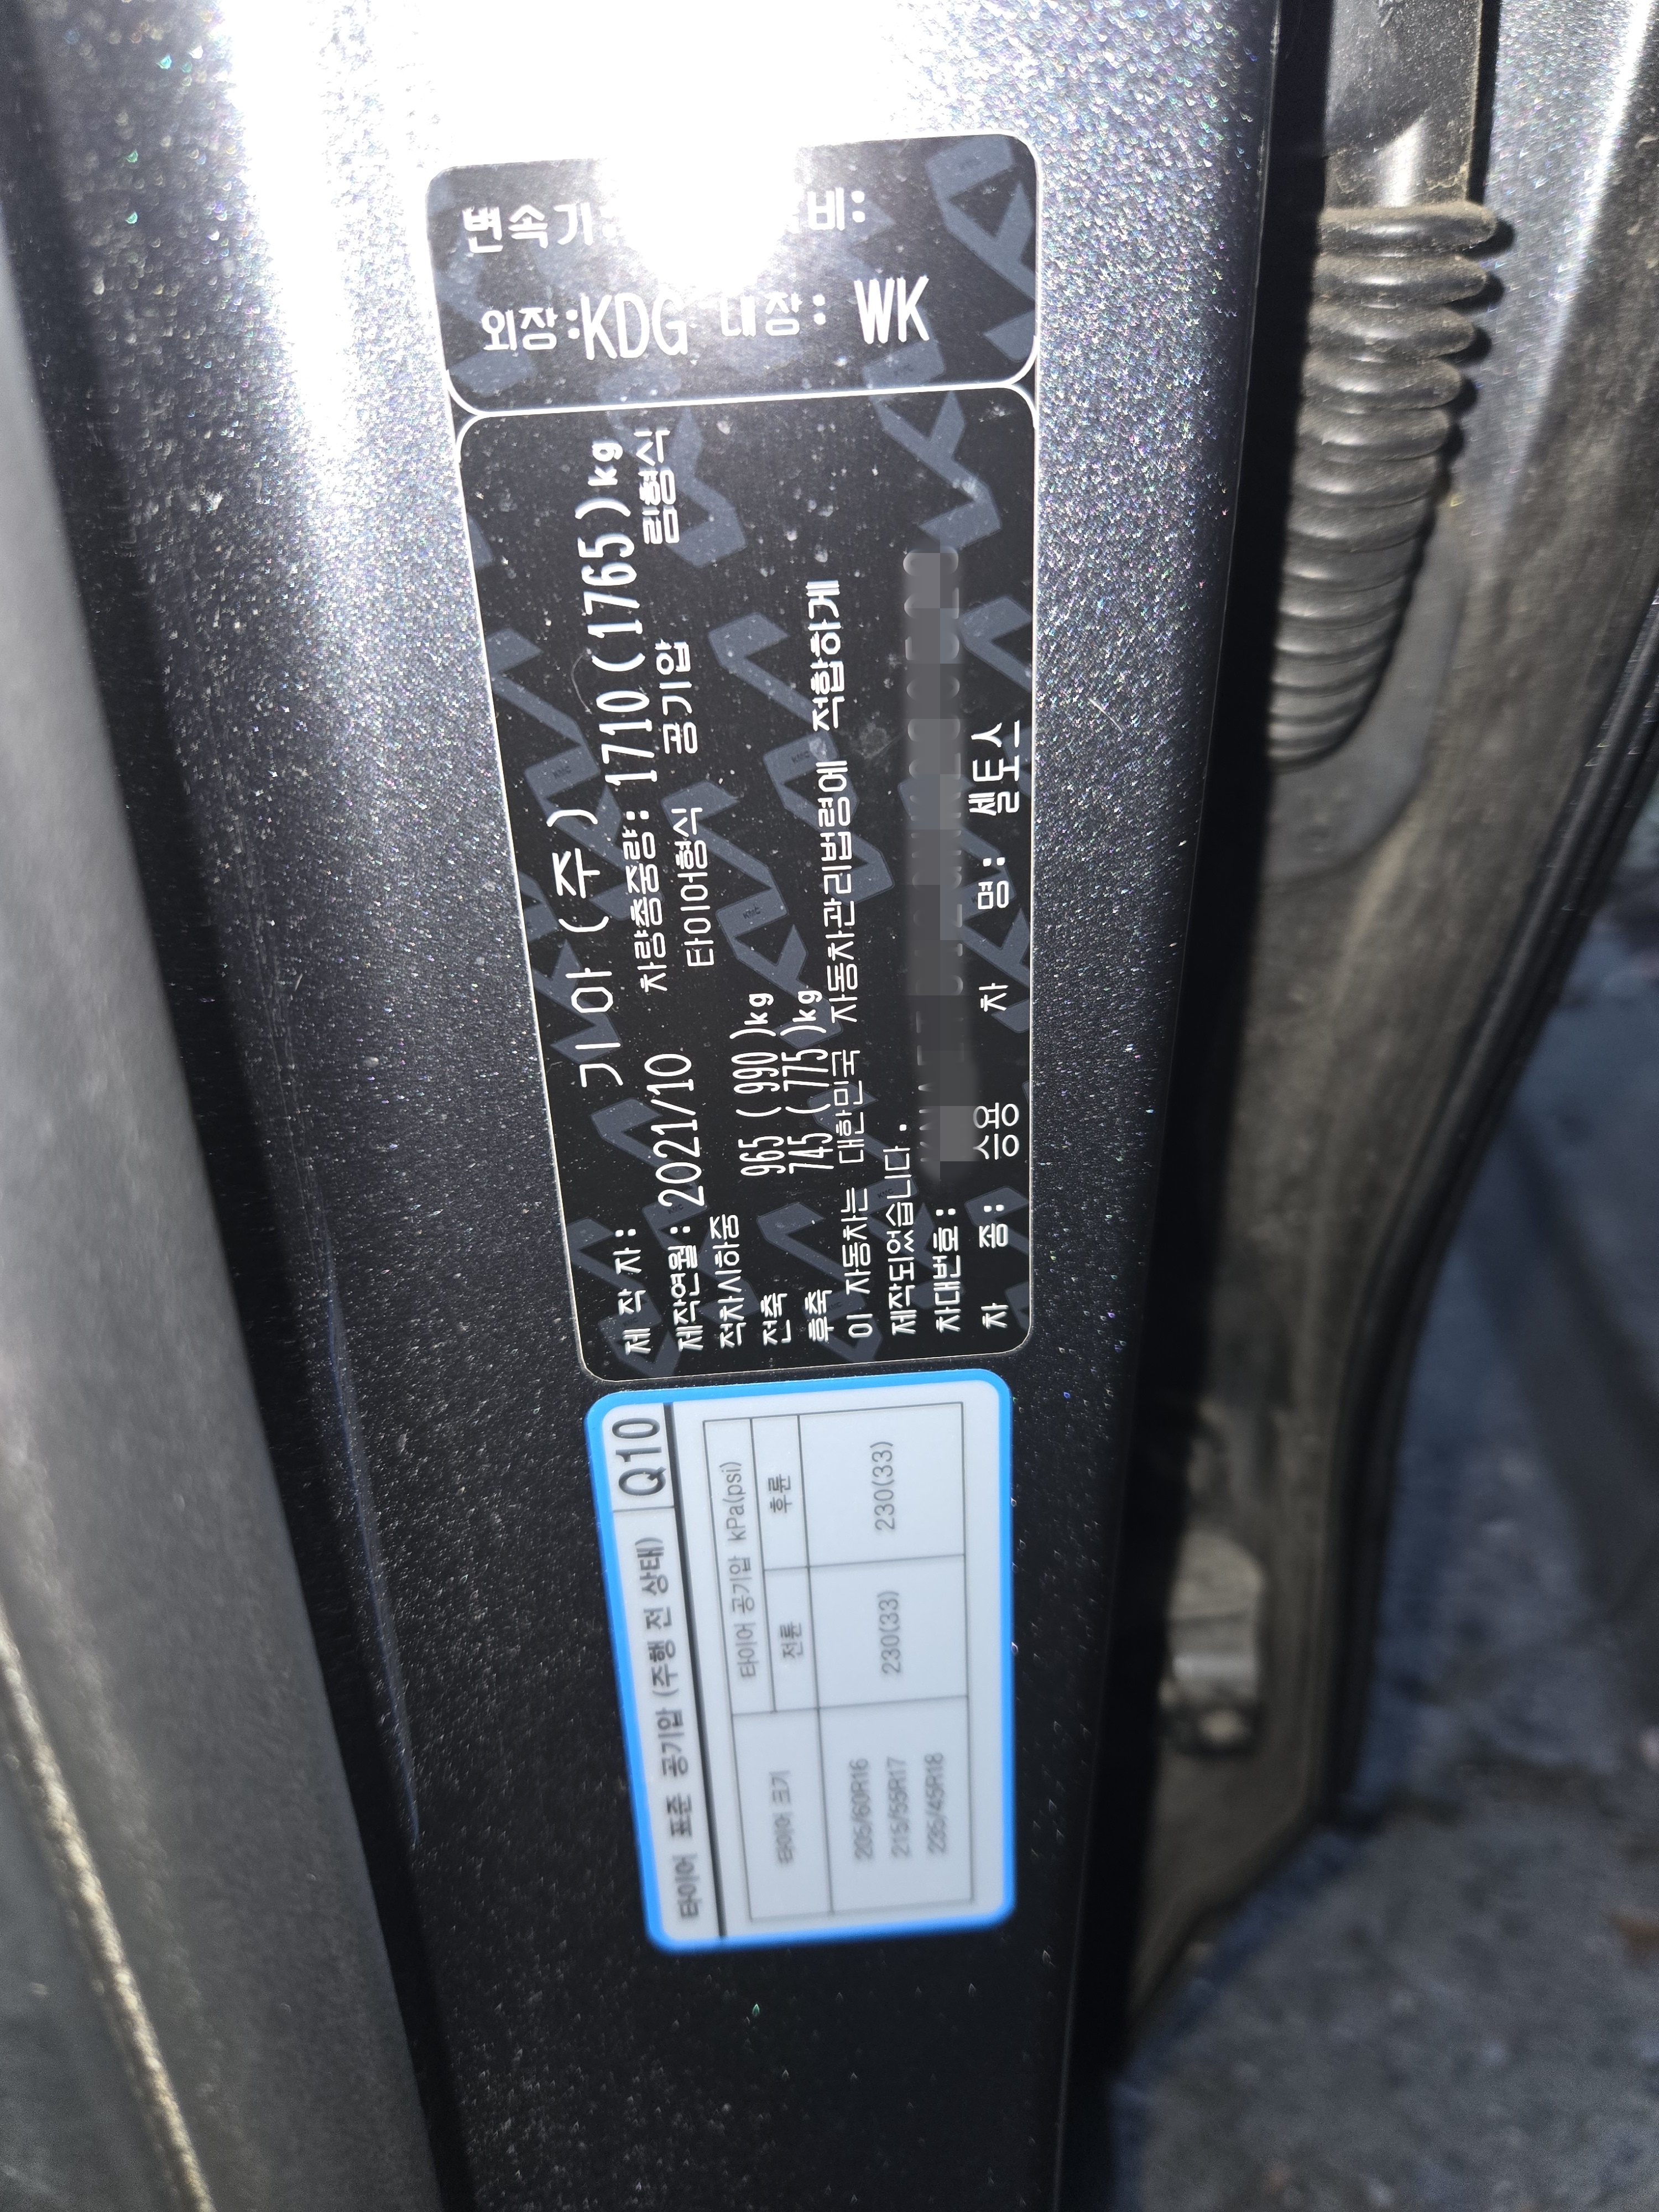 변속기:
비:
외장:KDG 내장: WK
제 작 자: 기아(주)
제작연월: 2021/10 차량총중량: 1710(1765)kg
적차시하중 타이어형식 공기압 림형식
전축 965 ( 990 )kg
후축 745 ( 775 )kg
이 자동차는 대한민국 자동차관리법령에 적합하게
제작되었습니다.
차대번호:
차 종: 승용 차 명: 셀토스
타이어 표준 공기압 (주행 전 상태) Q10
타이어 크기 타이어 공기압 kPa(psi)
전륜 후륜
205/60R16
215/55R17 230(33) 230(33)
235/45R18